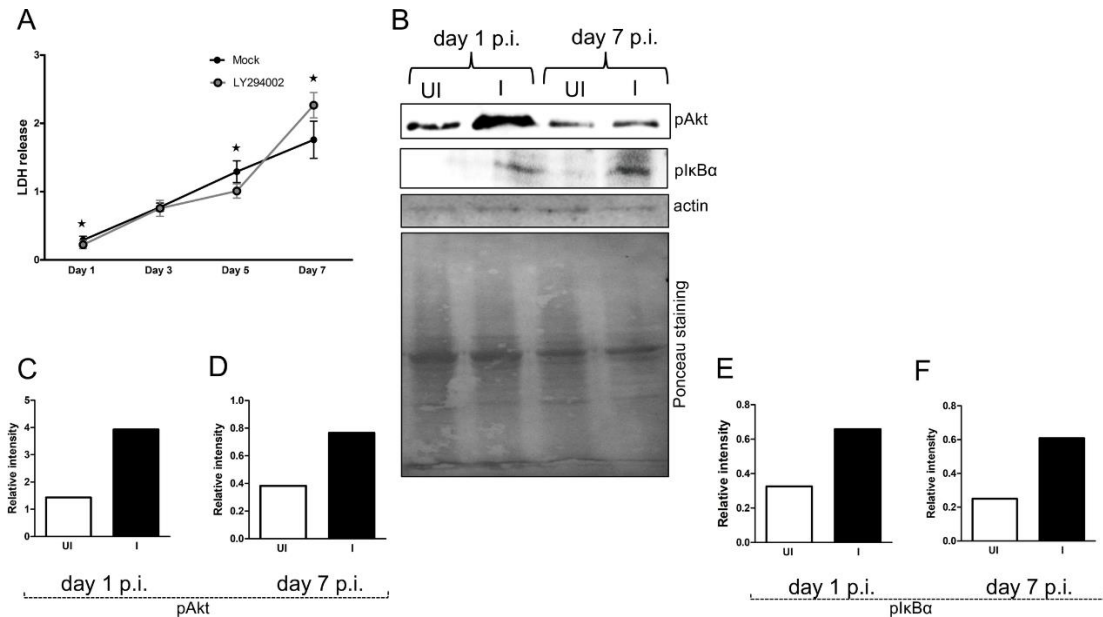 A
Mock
LY294002
LDH release
3
2
1
0
Day 1
Day 3
Day 5
Day 7
B
day 1 p.i.
day 7 p.i.
UI
I
UI
I
pAkt
pIκBα
actin
Ponceau staining
C
Relative intensity
5
4
3
2
1
0
UI
I
day 1 p.i.
D
Relative intensity
1.0
0.8
0.6
0.4
0.2
0.0
UI
I
day 7 p.i.
pAkt
E
Relative intensity
0.8
0.6
0.4
0.2
0.0
UI
I
day 1 p.i.
F
Relative intensity
0.8
0.6
0.4
0.2
0.0
UI
I
day 7 p.i.
pIκBα